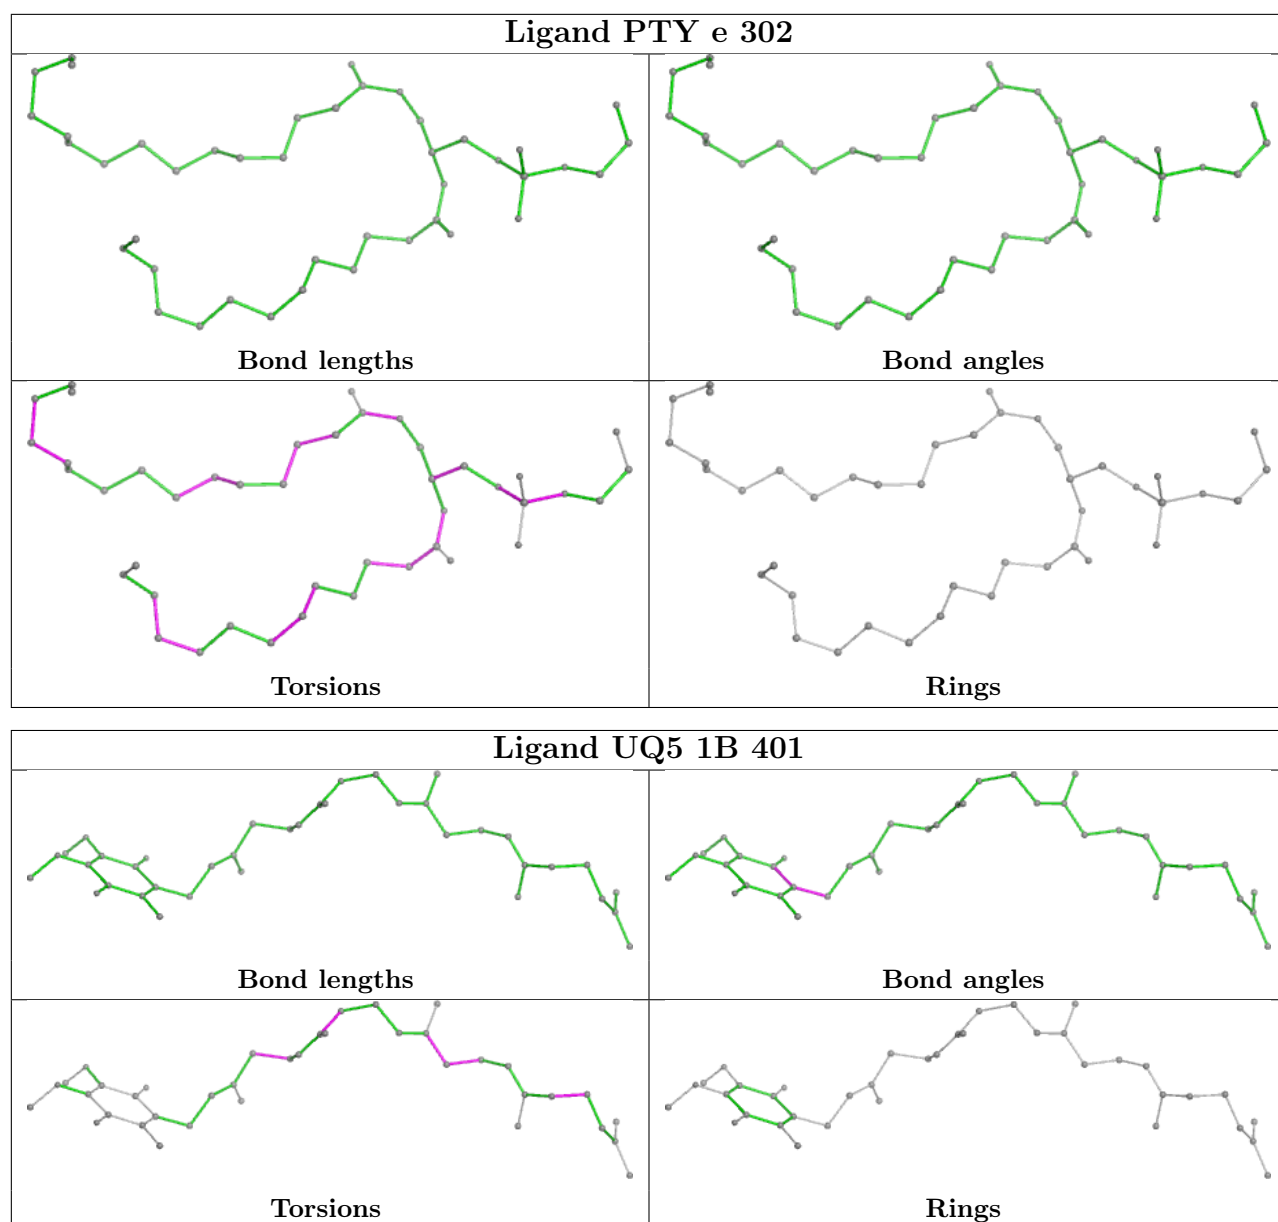 Ligand PTY e 302
Bond lengths
Bond angles
Torsions
Rings
Ligand UQ5 1B 401
Bond lengths
Bond angles
Torsions
Rings